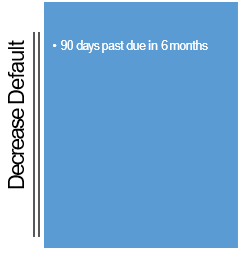 Decrease Default
• 90 days past due in 6 months